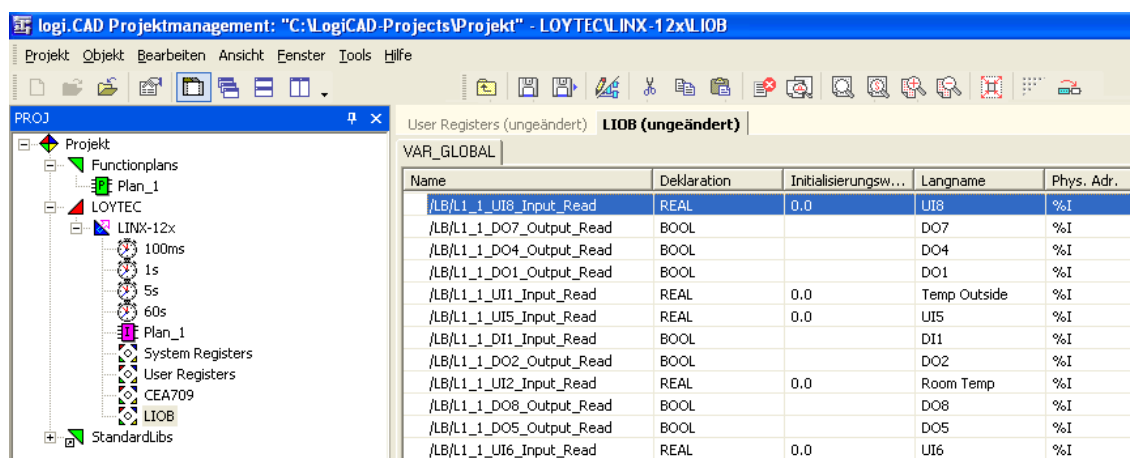 logi.CAD Projektmanagement: "C:\LogiCAD-Projects\Projekt" - LOYTEC\LINX-12x\LIOB
Projekt Objekt Bearbeiten Ansicht Fenster Tools Hilfe
PROJ
Projekt
Functionplans
Plan_1
LOYTEC
LINX-12x
100ms
1s
5s
60s
Plan_1
System Registers
User Registers
CEA709
LIOB
StandardLibs
User Registers (ungeändert) LIOB (ungeändert)
VAR_GLOBAL
Name Deklaration Initialisierungsw... Langname Phys. Adr.
/LB/L1_1_UI8_Input_Read REAL 0.0 UI8 %I
/LB/L1_1_DO7_Output_Read BOOL DO7 %I
/LB/L1_1_DO4_Output_Read BOOL DO4 %I
/LB/L1_1_DO1_Output_Read BOOL DO1 %I
/LB/L1_1_UI1_Input_Read REAL 0.0 Temp Outside %I
/LB/L1_1_UI5_Input_Read REAL 0.0 UI5 %I
/LB/L1_1_DI1_Input_Read BOOL DI1 %I
/LB/L1_1_DO2_Output_Read BOOL DO2 %I
/LB/L1_1_UI2_Input_Read REAL 0.0 Room Temp %I
/LB/L1_1_DO8_Output_Read BOOL DO8 %I
/LB/L1_1_DO5_Output_Read BOOL DO5 %I
/LB/L1_1_UI6_Input_Read REAL 0.0 UI6 %I